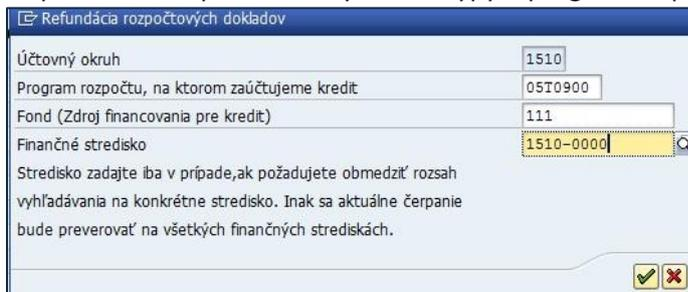 Refundácia rozpočtových dokladov
Účtovný okruh 1510
Program rozpočtu, na ktorom zaúčtujeme kredit 05T0900
Fond (Zdroj financovania pre kredit) 111
Finančné stredisko 1510-0000
Stredisko zadajte iba v prípade,ak požadujete obmedziť rozsah
vyhľadávania na konkrétne stredisko. Inak sa aktuálne čerpanie
bude preverovať na všetkých finančných strediskách.